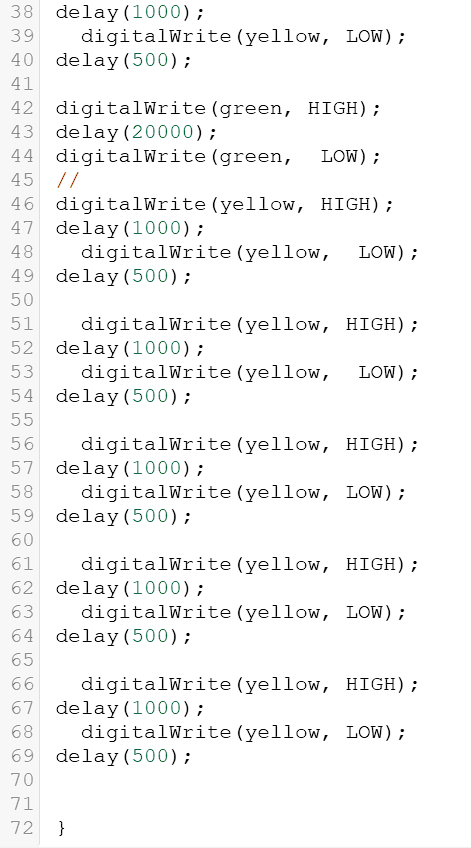 38 delay(1000);
39   digitalWrite(yellow, LOW);
40 delay(500);
41
42 digitalWrite(green, HIGH);
43 delay(20000);
44 digitalWrite(green,  LOW);
45 //
46 digitalWrite(yellow, HIGH);
47 delay(1000);
48   digitalWrite(yellow,  LOW);
49 delay(500);
50
51   digitalWrite(yellow, HIGH);
52 delay(1000);
53   digitalWrite(yellow,  LOW);
54 delay(500);
55
56   digitalWrite(yellow, HIGH);
57 delay(1000);
58   digitalWrite(yellow, LOW);
59 delay(500);
60
61   digitalWrite(yellow, HIGH);
62 delay(1000);
63   digitalWrite(yellow, LOW);
64 delay(500);
65
66   digitalWrite(yellow, HIGH);
67 delay(1000);
68   digitalWrite(yellow, LOW);
69 delay(500);
70
71
72 }